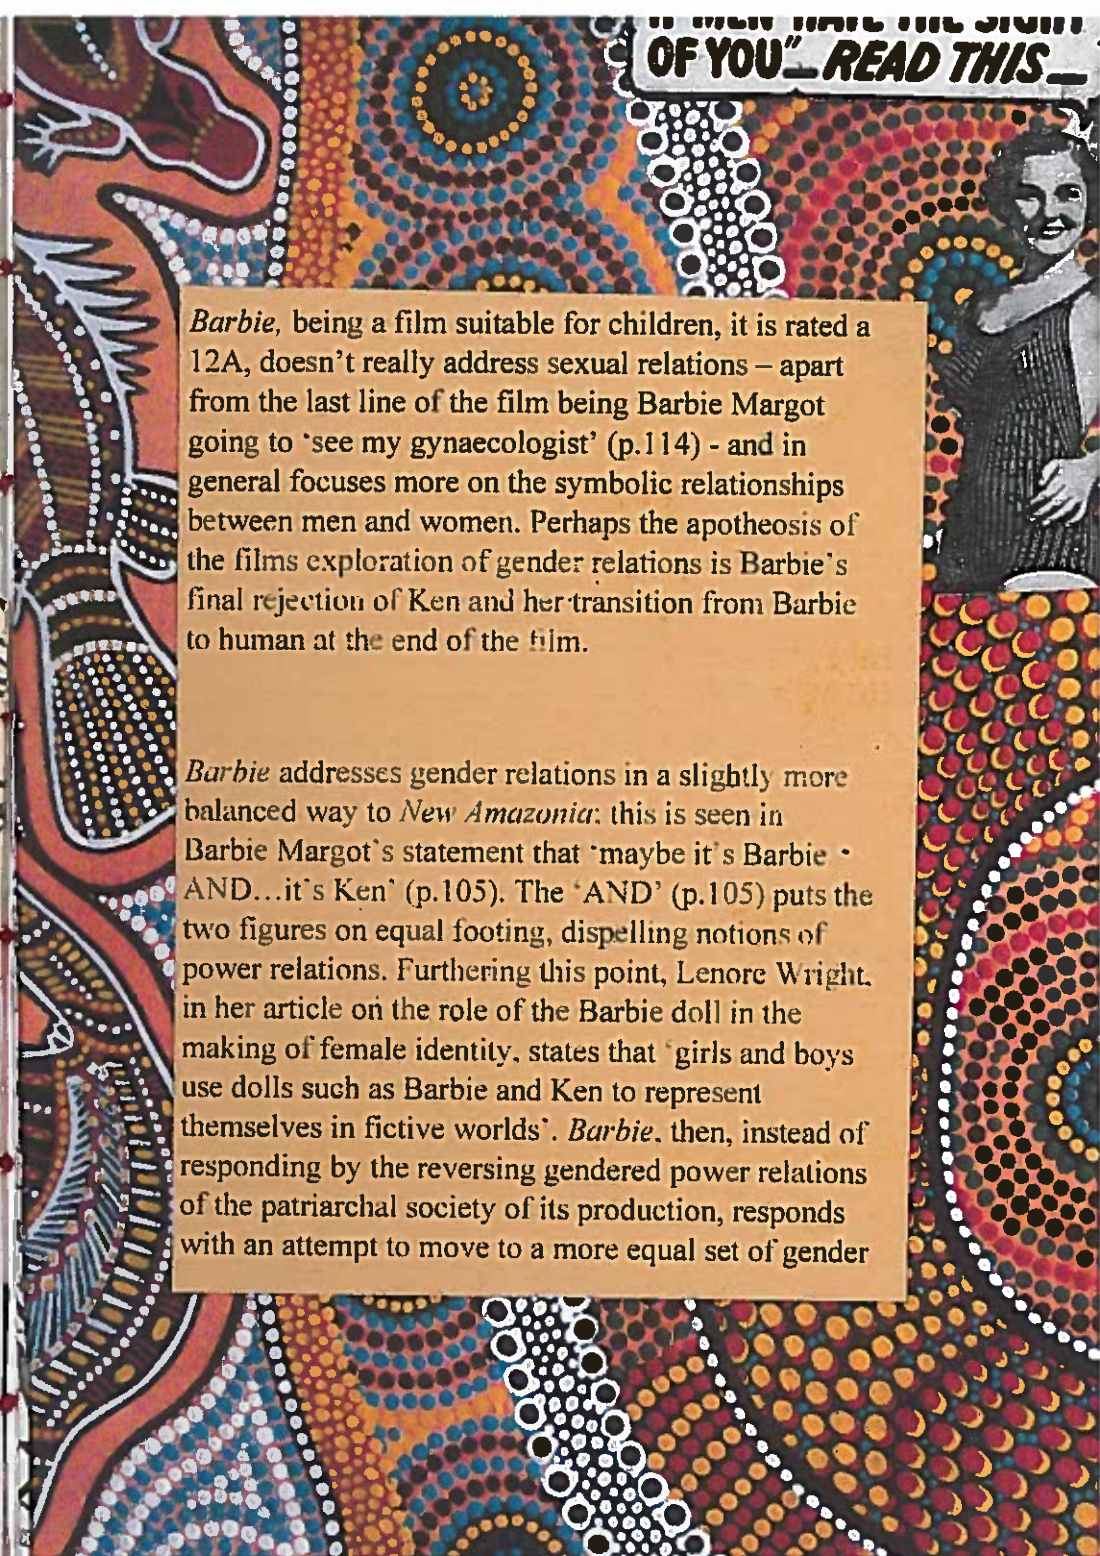 OF YOU" READ THIS
Barbie, being a film suitable for children, it is rated a
12A, doesn't really address sexual relations – apart
from the last line of the film being Barbie Margot
going to 'see my gynaecologist' (p.114) - and in
general focuses more on the symbolic relationships
between men and women. Perhaps the apotheosis of
the films exploration of gender relations is Barbie's
final rejection of Ken and her transition from Barbie
to human at the end of the film.
Barbie addresses gender relations in a slightly more
balanced way to New Amazonia: this is seen in
Barbie Margot's statement that 'maybe it's Barbie
AND...it's Ken' (p.105). The 'AND' (p.105) puts the
two figures on equal footing, dispelling notions of
power relations. Furthering this point, Lenore Wright,
in her article on the role of the Barbie doll in the
making of female identity, states that 'girls and boys
use dolls such as Barbie and Ken to represent
themselves in fictive worlds'. Barbie, then, instead of
responding by the reversing gendered power relations
of the patriarchal society of its production, responds
with an attempt to move to a more equal set of gender